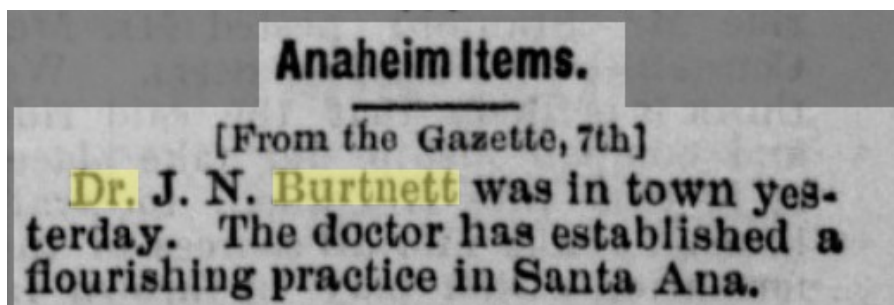 Anaheim Items.
[From the Gazette, 7th]
Dr. J. N. Burtnett was in town yes-
terday. The doctor has established a
flourishing practice in Santa Ana.